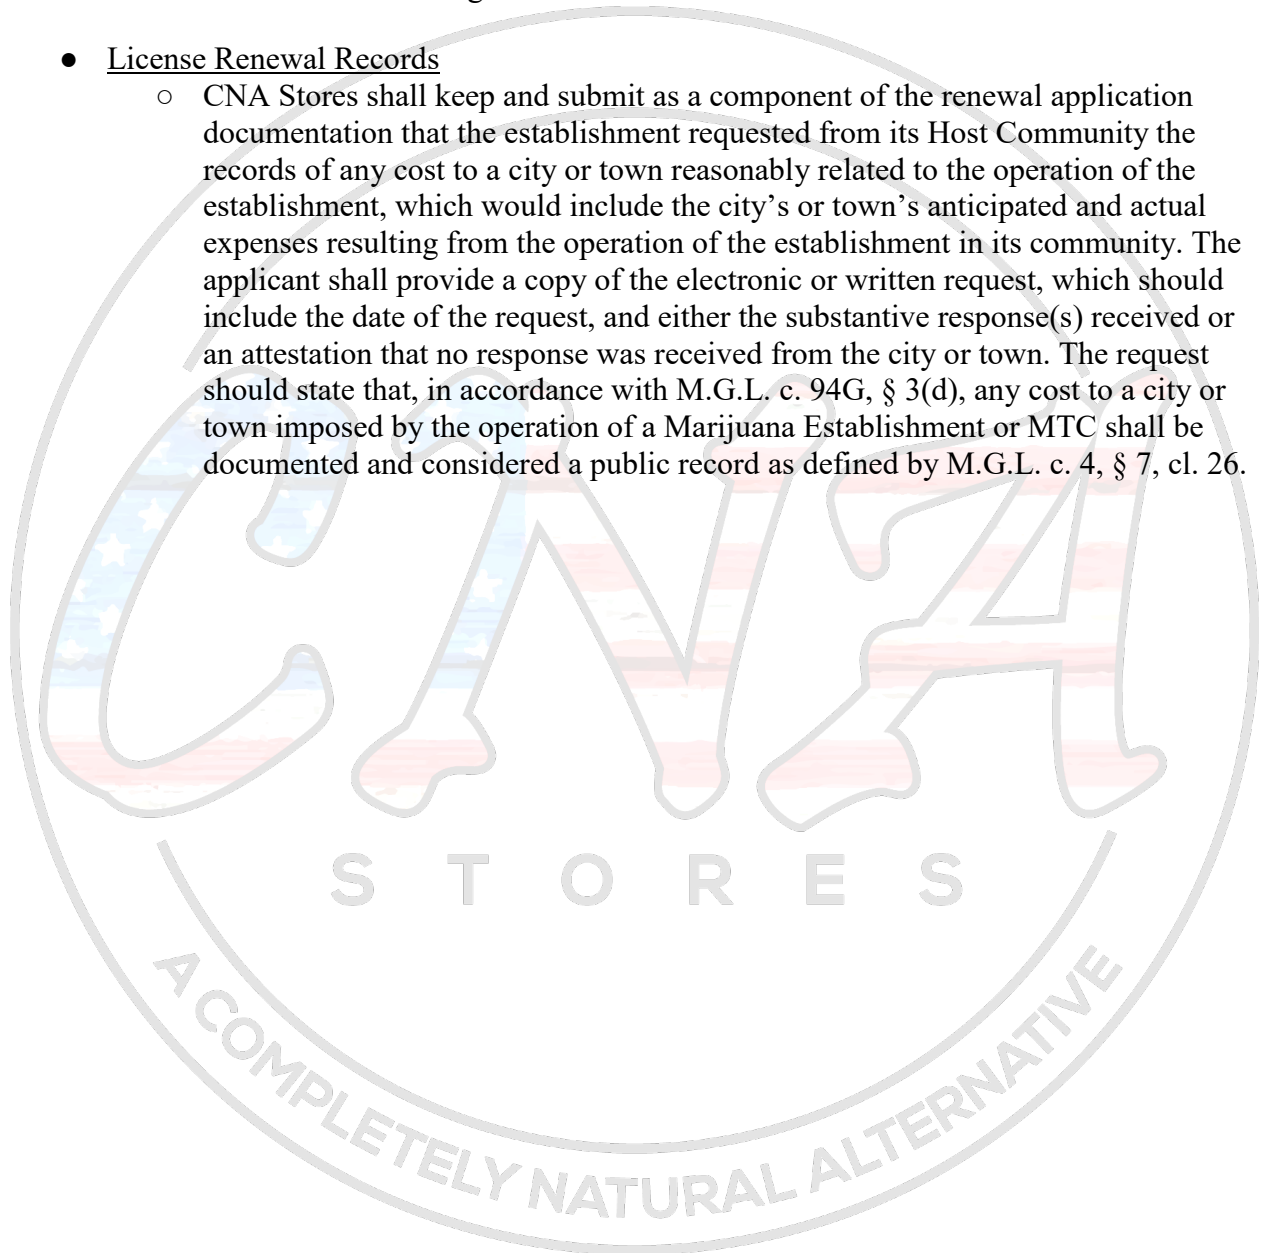 ● License Renewal Records
○ CNA Stores shall keep and submit as a component of the renewal application
documentation that the establishment requested from its Host Community the
records of any cost to a city or town reasonably related to the operation of the
establishment, which would include the city’s or town’s anticipated and actual
expenses resulting from the operation of the establishment in its community. The
applicant shall provide a copy of the electronic or written request, which should
include the date of the request, and either the substantive response(s) received or
an attestation that no response was received from the city or town. The request
should state that, in accordance with M.G.L. c. 94G, § 3(d), any cost to a city or
town imposed by the operation of a Marijuana Establishment or MTC shall be
documented and considered a public record as defined by M.G.L. c. 4, § 7, cl. 26.
CNA
STORES
A COMPLETELY NATURAL ALTERNATIVE